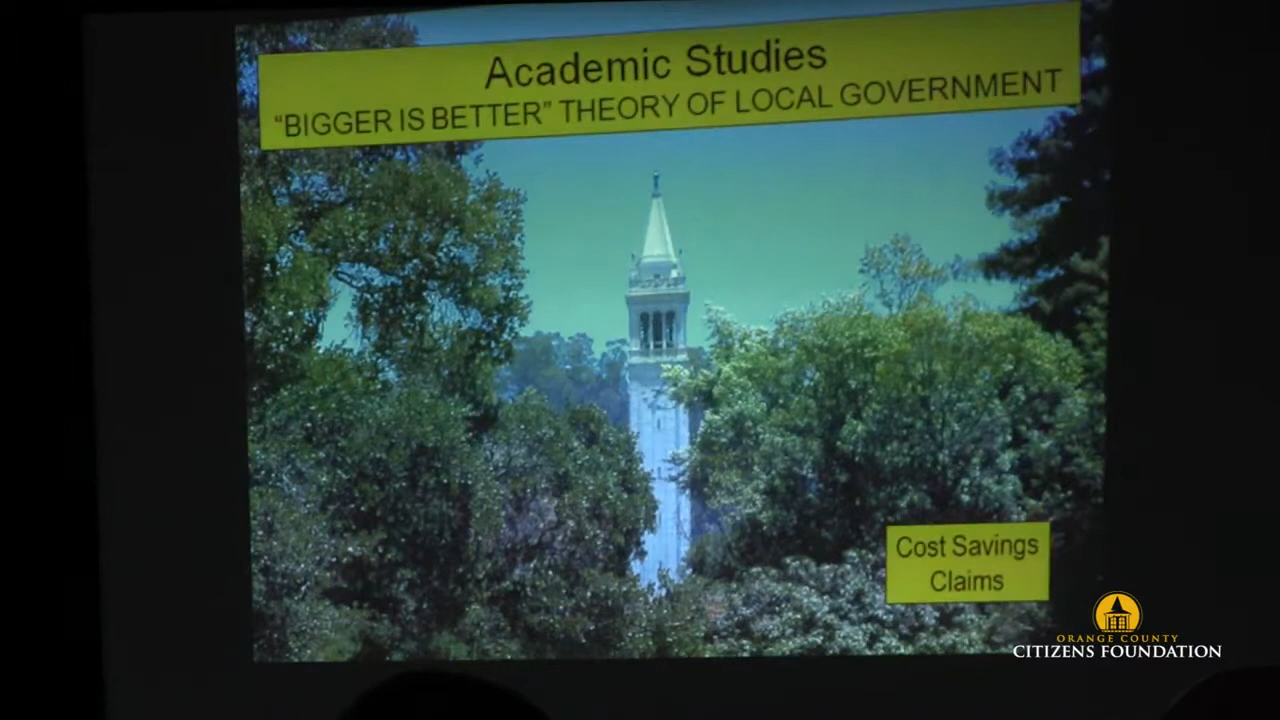 Academic Studies
“BIGGER IS BETTER” THEORY OF LOCAL GOVERNMENT
Cost Savings
Claims
ORANGE COUNTY
CITIZENS FOUNDATION